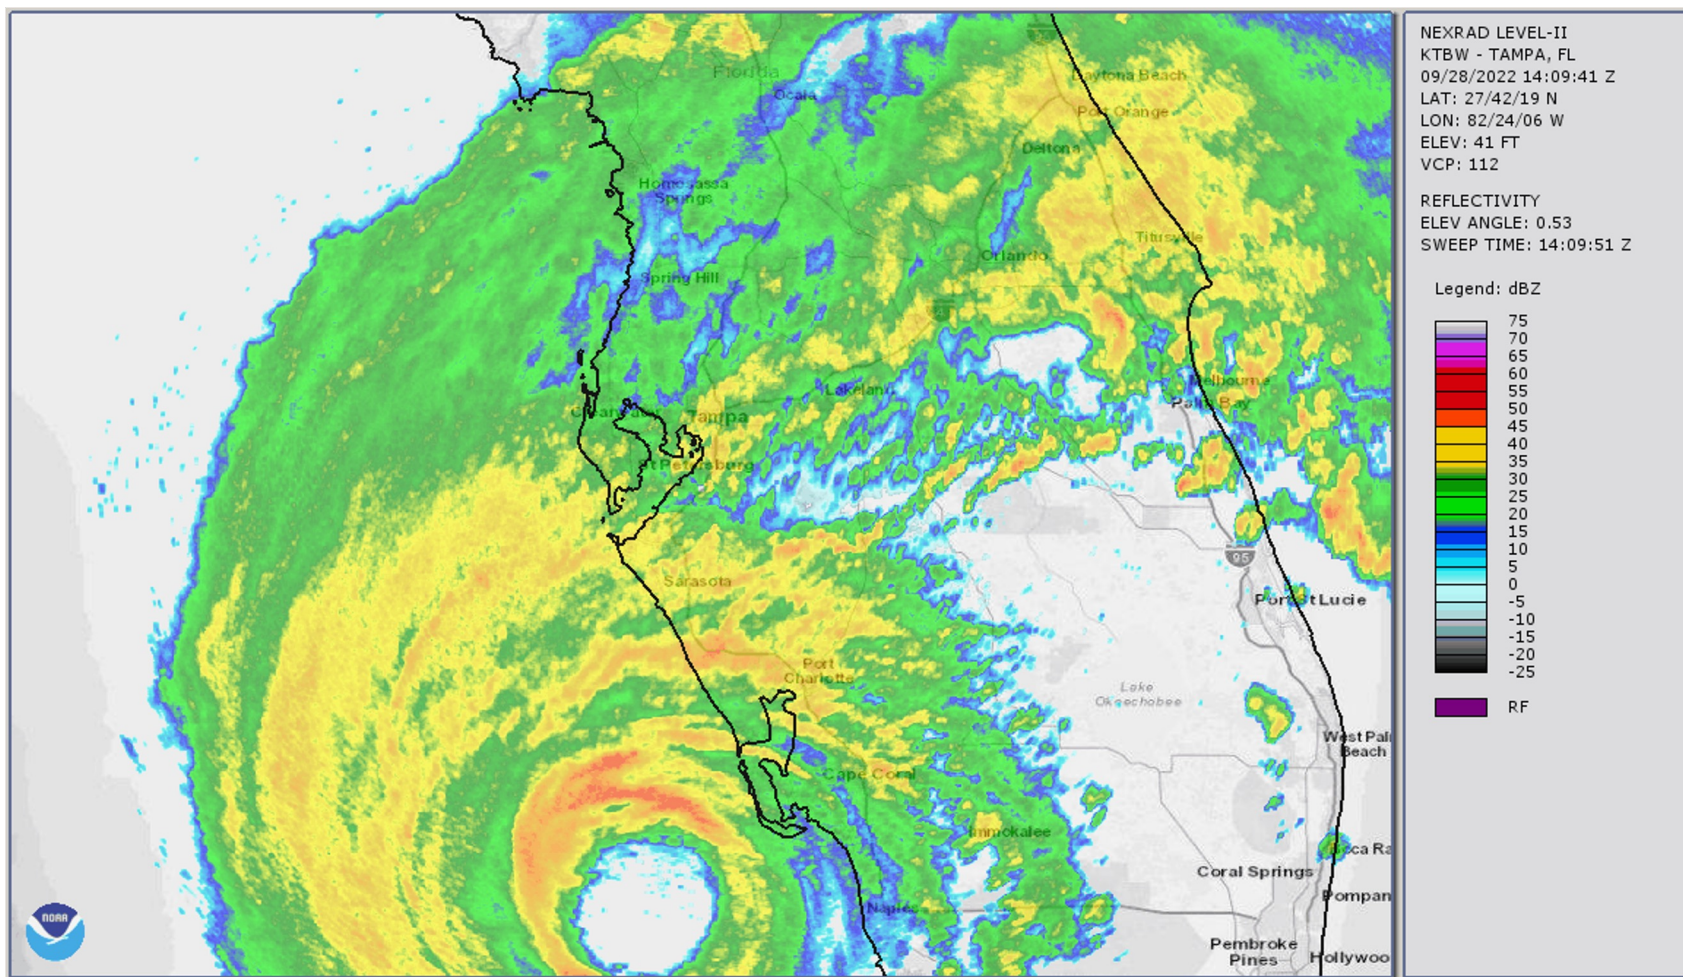 NEXRAD LEVEL-II
KTBW - TAMPA, FL
09/28/2022 14:09:41 Z
LAT: 27/42/19 N
LON: 82/24/06 W
ELEV: 41 FT
VCP: 112
REFLECTIVITY
ELEV ANGLE: 0.53
SWEEP TIME: 14:09:51 Z
Legend: dBZ
75
70
65
60
55
50
45
40
35
30
25
20
15
10
5
0
-5
-10
-15
-20
-25
RF
Florida
Daytona Beach
Ocala
Port Orange
Deltona
Homosassa
Springs
Titusville
Orlando
Spring Hill
Melbourne
Lakeland
Palm Bay
Tampa
St Petersburg
95
Sarasota
Port St Lucie
Port
Charlotte
Lake
Okeechobee
West Pal
Beach
Cape Coral
Immokalee
Coral Springs
Pompan
Naples
Pembroke
Pines
Hollywoo
NOAA